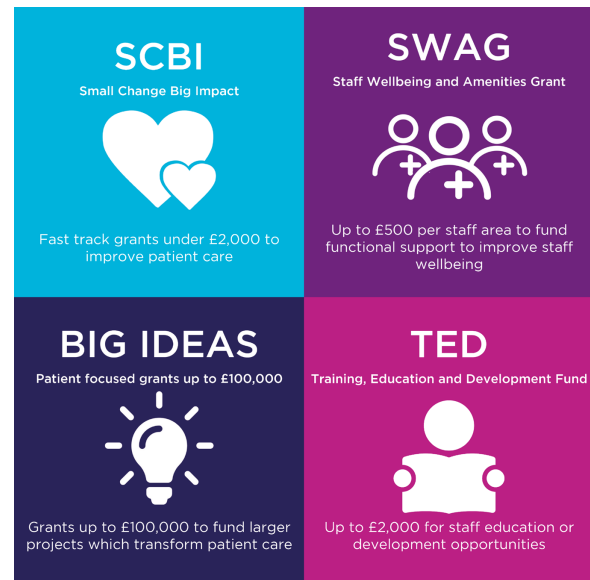 SCBI
Small Change Big Impact
Fast track grants under £2,000 to
improve patient care
SWAG
Staff Wellbeing and Amenities Grant
Up to £500 per staff area to fund
functional support to improve staff
wellbeing
BIG IDEAS
Patient focused grants up to £100,000
Grants up to £100,000 to fund larger
projects which transform patient care
TED
Training, Education and Development Fund
Up to £2,000 for staff education or
development opportunities